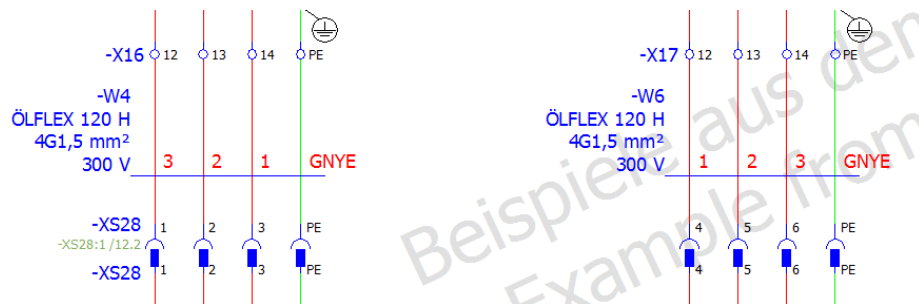 -X16 12 13 14 PE
-W4
ÖLFLEX 120 H
4G1,5 mm²
300 V 3 2 1 GNYE
-XS28 1 2 3 PE
-XS28:1 /12.2
-XS28 1 2 3 PE
-X17 12 13 14 PE
-W6
ÖLFLEX 120 H
4G1,5 mm²
300 V 1 2 3 GNYE
4 5 6 PE
4 5 6 PE
Beispiele aus dem
Example from